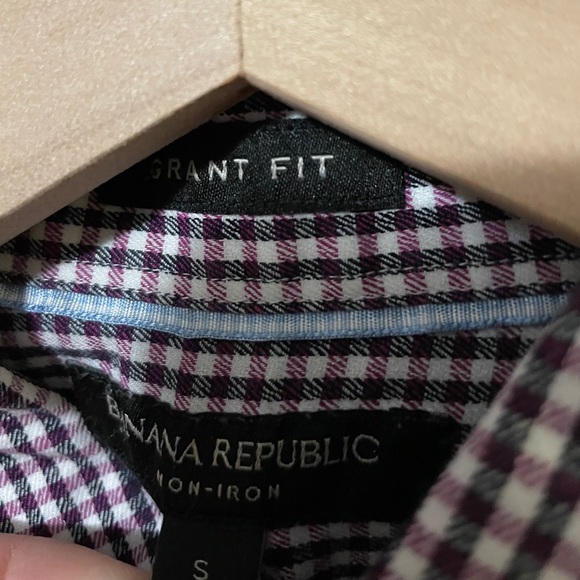 GRANT FIT
BANANA REPUBLIC
NON-IRON
S